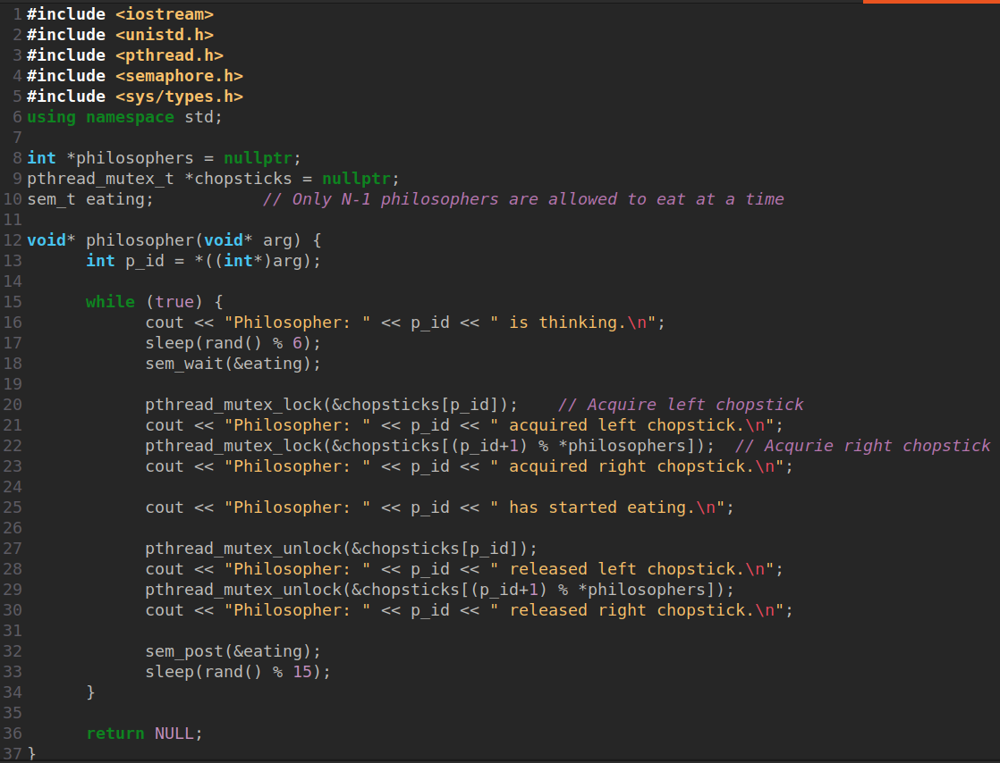 1 #include <iostream>
2 #include <unistd.h>
3 #include <pthread.h>
4 #include <semaphore.h>
5 #include <sys/types.h>
6 using namespace std;
7
8 int *philosophers = nullptr;
9 pthread_mutex_t *chopsticks = nullptr;
10 sem_t eating;           // Only N-1 philosophers are allowed to eat at a time
11
12 void* philosopher(void* arg) {
13       int p_id = *((int*)arg);
14
15       while (true) {
16             cout << "Philosopher: " << p_id << " is thinking.\n";
17             sleep(rand() % 6);
18             sem_wait(&eating);
19
20             pthread_mutex_lock(&chopsticks[p_id]);    // Acquire left chopstick
21             cout << "Philosopher: " << p_id << " acquired left chopstick.\n";
22             pthread_mutex_lock(&chopsticks[(p_id+1) % *philosophers]);  // Acqurie right chopstick
23             cout << "Philosopher: " << p_id << " acquired right chopstick.\n";
24
25             cout << "Philosopher: " << p_id << " has started eating.\n";
26
27             pthread_mutex_unlock(&chopsticks[p_id]);
28             cout << "Philosopher: " << p_id << " released left chopstick.\n";
29             pthread_mutex_unlock(&chopsticks[(p_id+1) % *philosophers]);
30             cout << "Philosopher: " << p_id << " released right chopstick.\n";
31
32             sem_post(&eating);
33             sleep(rand() % 15);
34       }
35
36       return NULL;
37 }